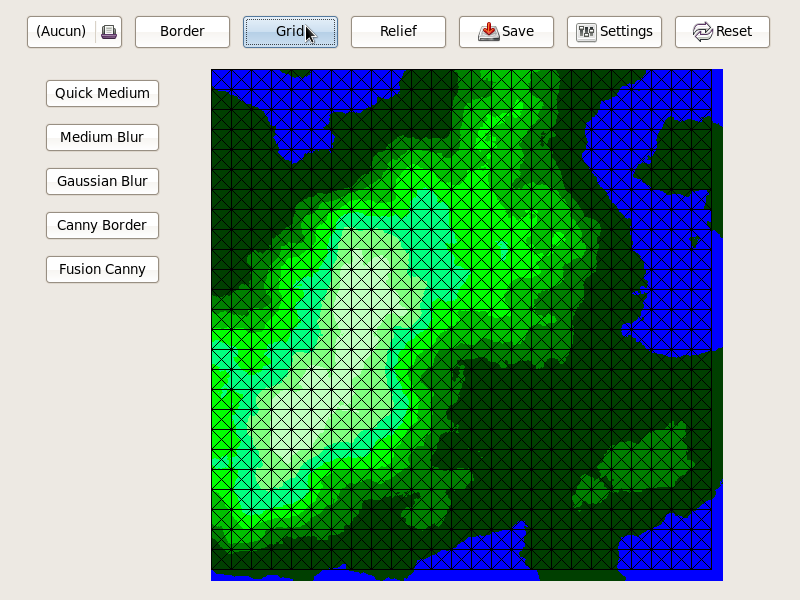 (Aucun) Border Grid Relief Save Settings Reset
Quick Medium
Medium Blur
Gaussian Blur
Canny Border
Fusion Canny